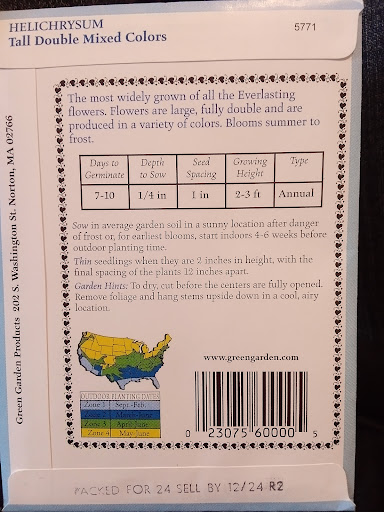 HELICHRYSUM
5771
Tall Double Mixed Colors
Green Garden Products 202 S. Washington St. Norton, MA 02766
The most widely grown of all the Everlasting
flowers. Flowers are large, fully double and are
produced in a variety of colors. Blooms summer to
frost.
Days to Germinate Depth to Sow Seed Spacing Growing Height Type
7-10 1/4 in 1 in 2-3 ft Annual
Sow in average garden soil in a sunny location after danger
of frost or, for earliest blooms, start indoors 4-6 weeks before
outdoor planting time.
Thin seedlings when they are 2 inches in height, with the
final spacing of the plants 12 inches apart.
Garden Hints: To dry, cut before the centers are fully opened.
Remove foliage and hang stems upside down in a cool, airy
location.
www.greengarden.com
OUTDOOR PLANTING DATES
Zone 1 Sept.-Feb.
Zone 2 March-June
Zone 3 April-June
Zone 4 May-June
0 23075 60000 5
PACKED FOR 24 SELL BY 12/24 R2